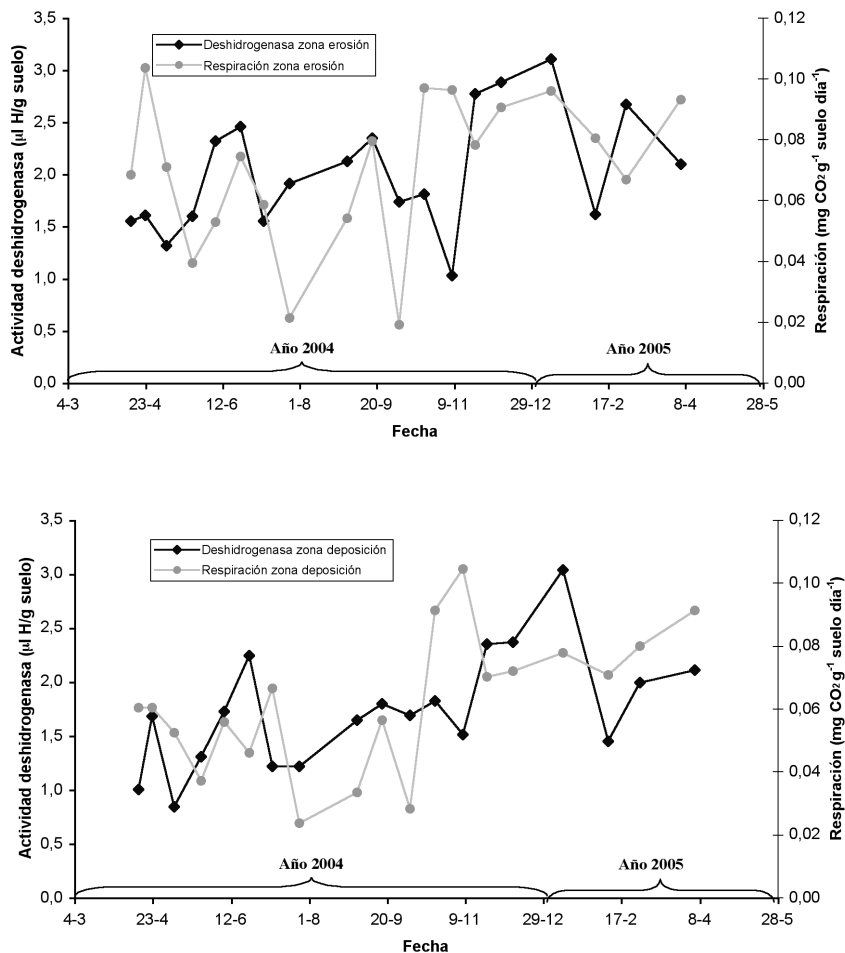 3,5
3,0
2,5
2,0
1,5
1,0
0,5
0,0
Actividad deshidrogenasa (µl H/g suelo)
Deshidrogenasa zona erosión
Respiración zona erosión
0,12
0,10
0,08
0,06
0,04
0,02
0,00
Respiración (mg CO2 g-1 suelo día-1)
Año 2004
Año 2005
4-3 23-4 12-6 1-8 20-9 9-11 29-12 17-2 8-4 28-5
Fecha
3,5
3,0
2,5
2,0
1,5
1,0
0,5
0,0
Actividad deshidrogenasa (µl H/g suelo)
Deshidrogenasa zona deposición
Respiración zona deposición
0,12
0,10
0,08
0,06
0,04
0,02
0,00
Respiración (mg CO2 g-1 suelo día-1)
Año 2004
Año 2005
4-3 23-4 12-6 1-8 20-9 9-11 29-12 17-2 8-4 28-5
Fecha